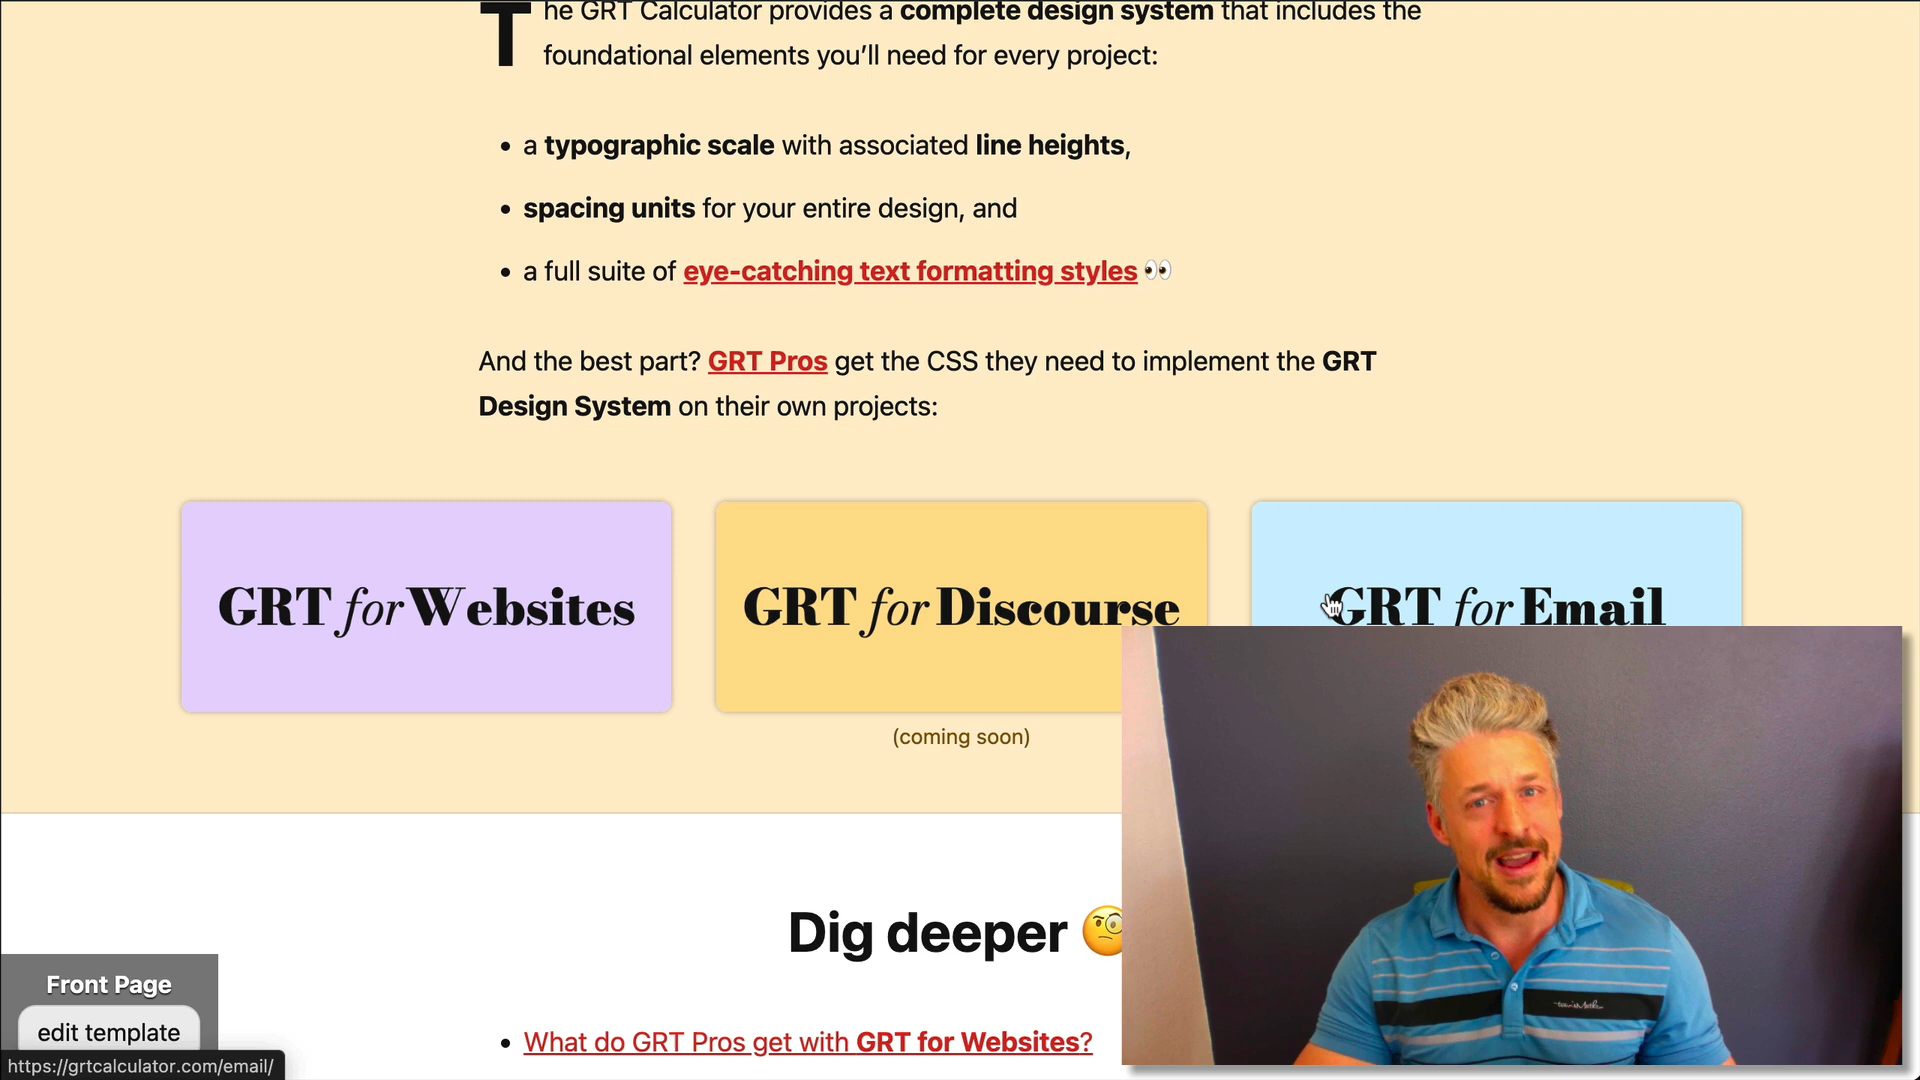 The GRT Calculator provides a complete design system that includes the
foundational elements you’ll need for every project:
• a typographic scale with associated line heights,
• spacing units for your entire design, and
• a full suite of eye-catching text formatting styles 👀
And the best part? GRT Pros get the CSS they need to implement the GRT
Design System on their own projects:
GRT for Websites
GRT for Discourse
GRT for Email
(coming soon)
Dig deeper 🧐
• What do GRT Pros get with GRT for Websites?
Front Page
edit template
https://grtcalculator.com/email/